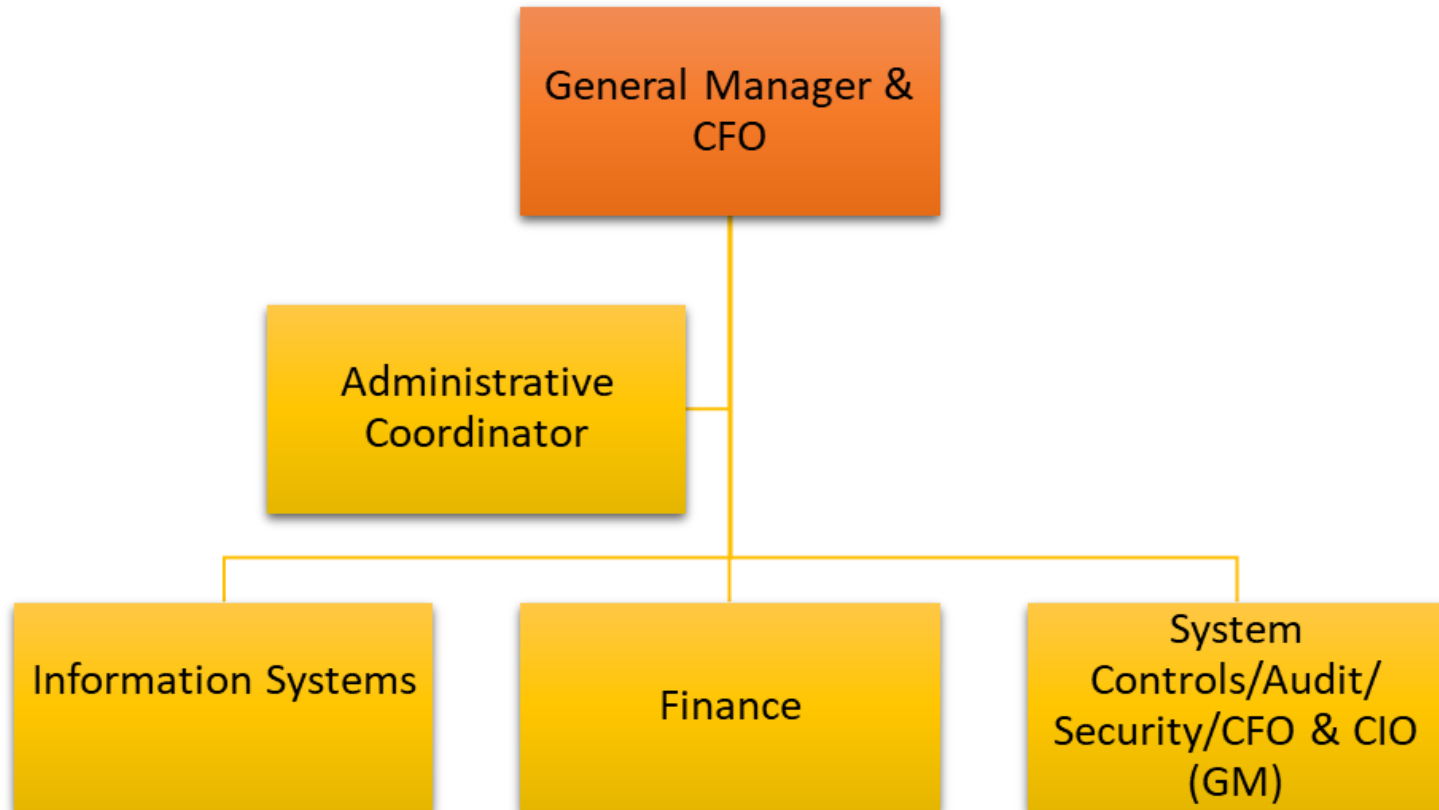 General Manager &
CFO
Administrative
Coordinator
Information Systems
Finance
System
Controls/Audit/
Security/CFO & CIO
(GM)